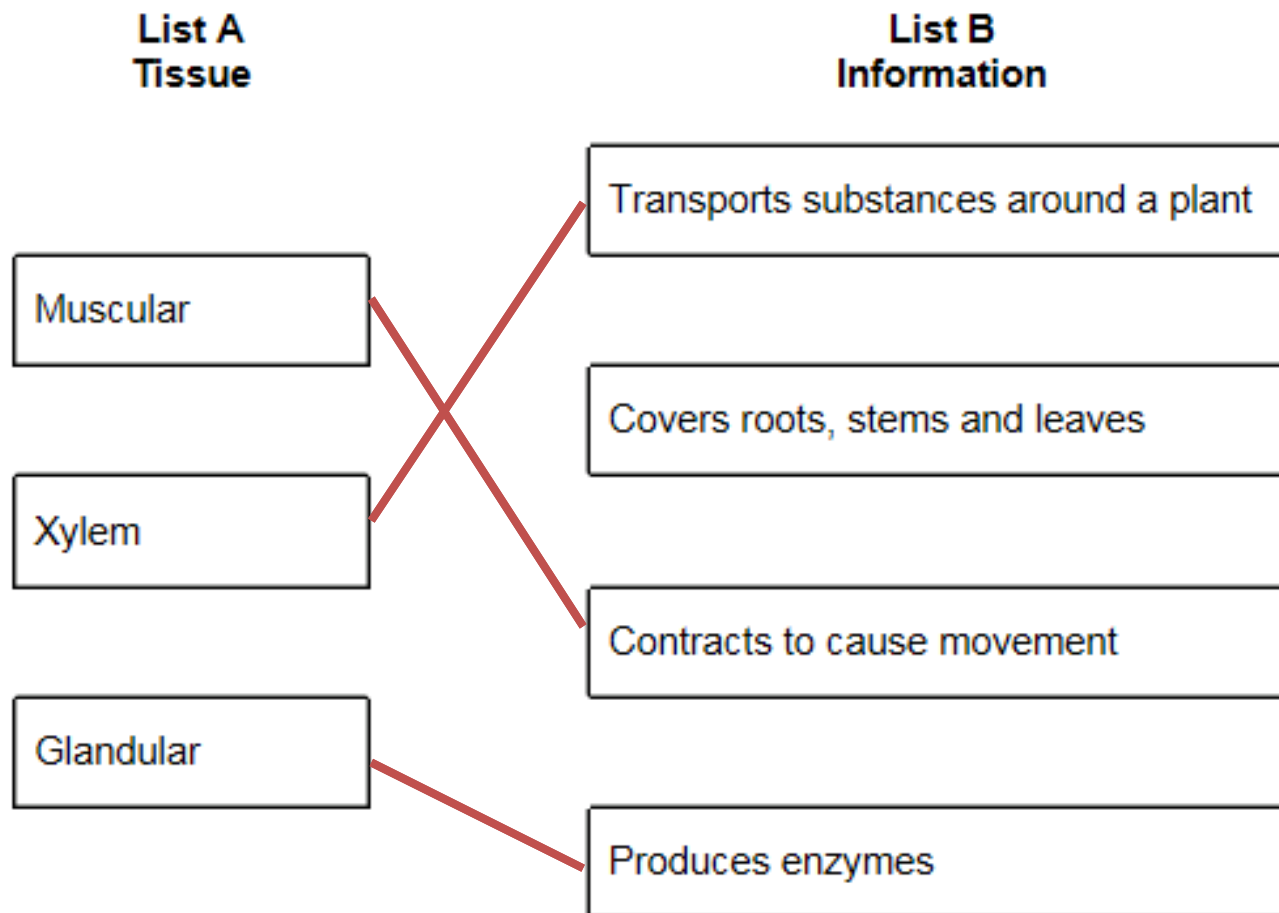 List A
Tissue
List B
Information
Transports substances around a plant
Muscular
Covers roots, stems and leaves
Xylem
Contracts to cause movement
Glandular
Produces enzymes